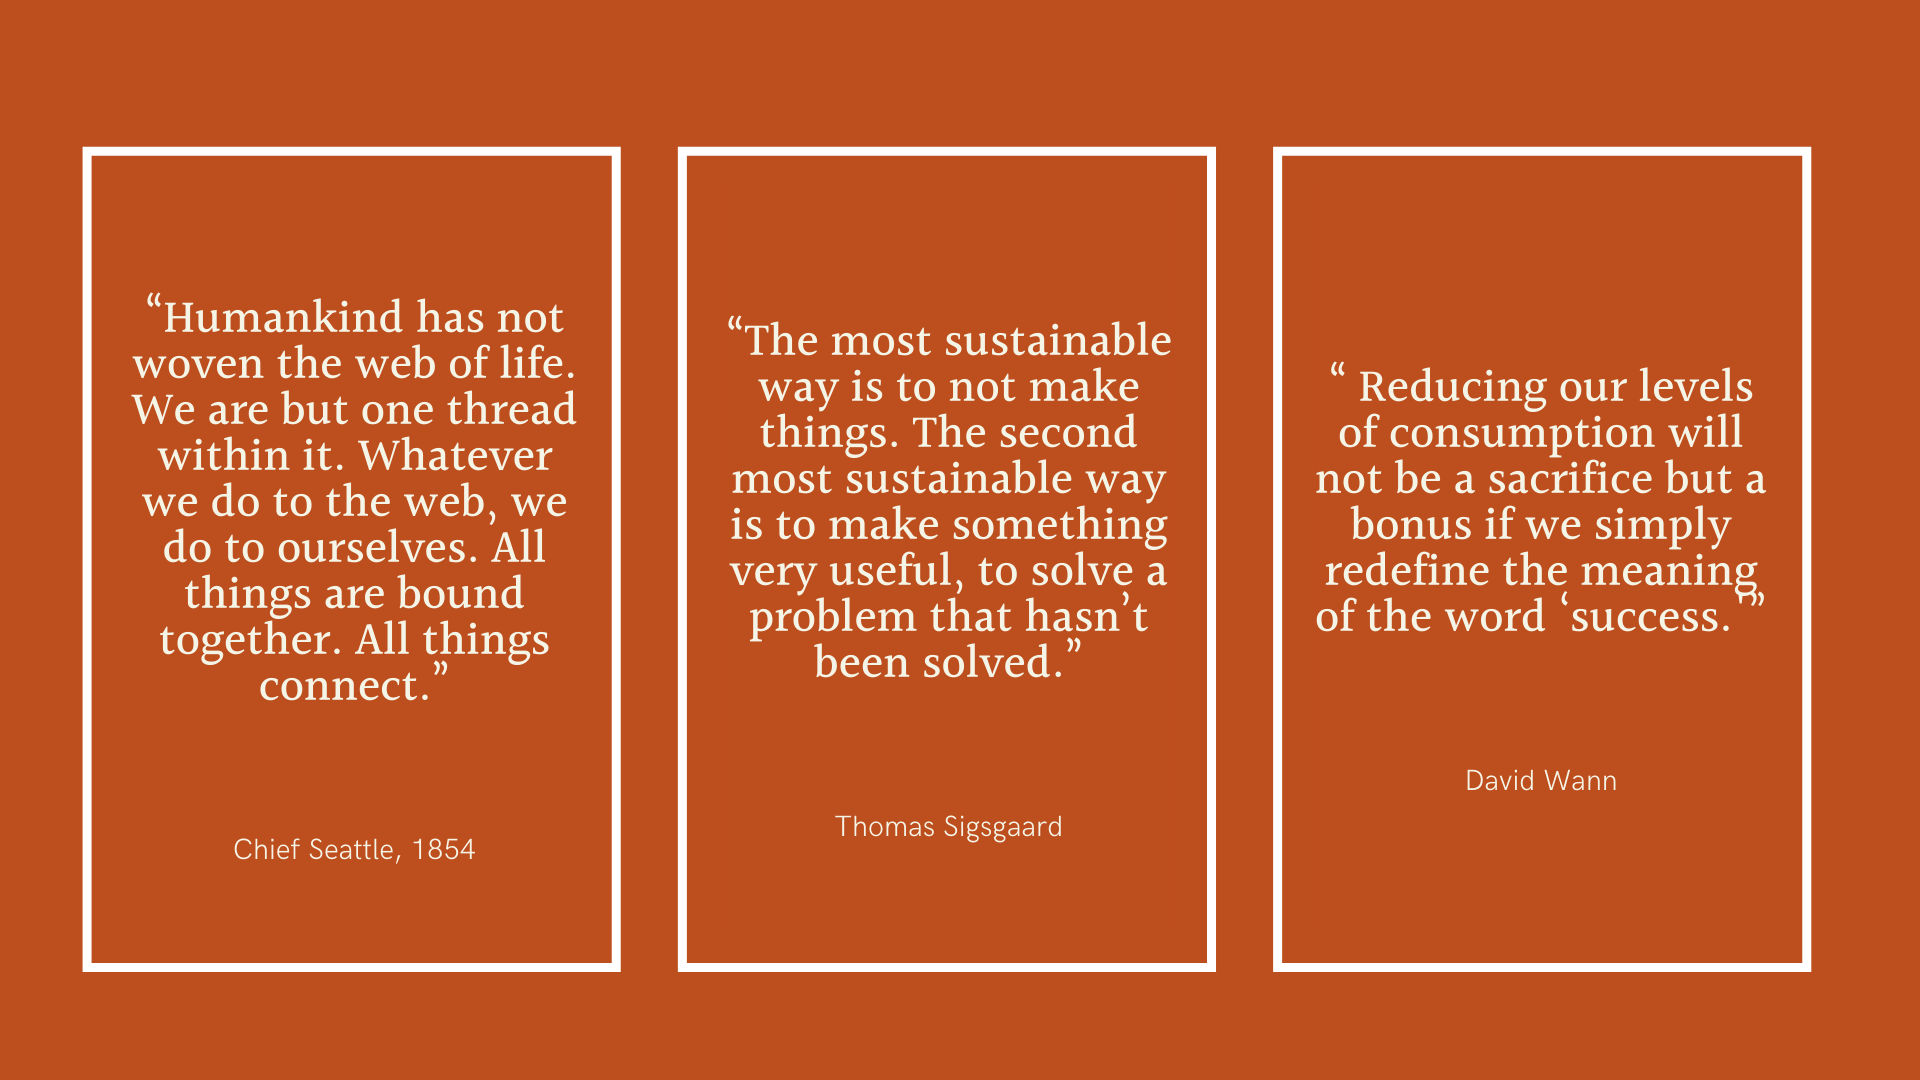 “Humankind has not
woven the web of life.
We are but one thread
within it. Whatever
we do to the web, we
do to ourselves. All
things are bound
together. All things
connect.”
Chief Seattle, 1854
“The most sustainable
way is to not make
things. The second
most sustainable way
is to make something
very useful, to solve a
problem that hasn’t
been solved.”
Thomas Sigsgaard
“ Reducing our levels
of consumption will
not be a sacrifice but a
bonus if we simply
redefine the meaning
of the word ‘success.'”
David Wann